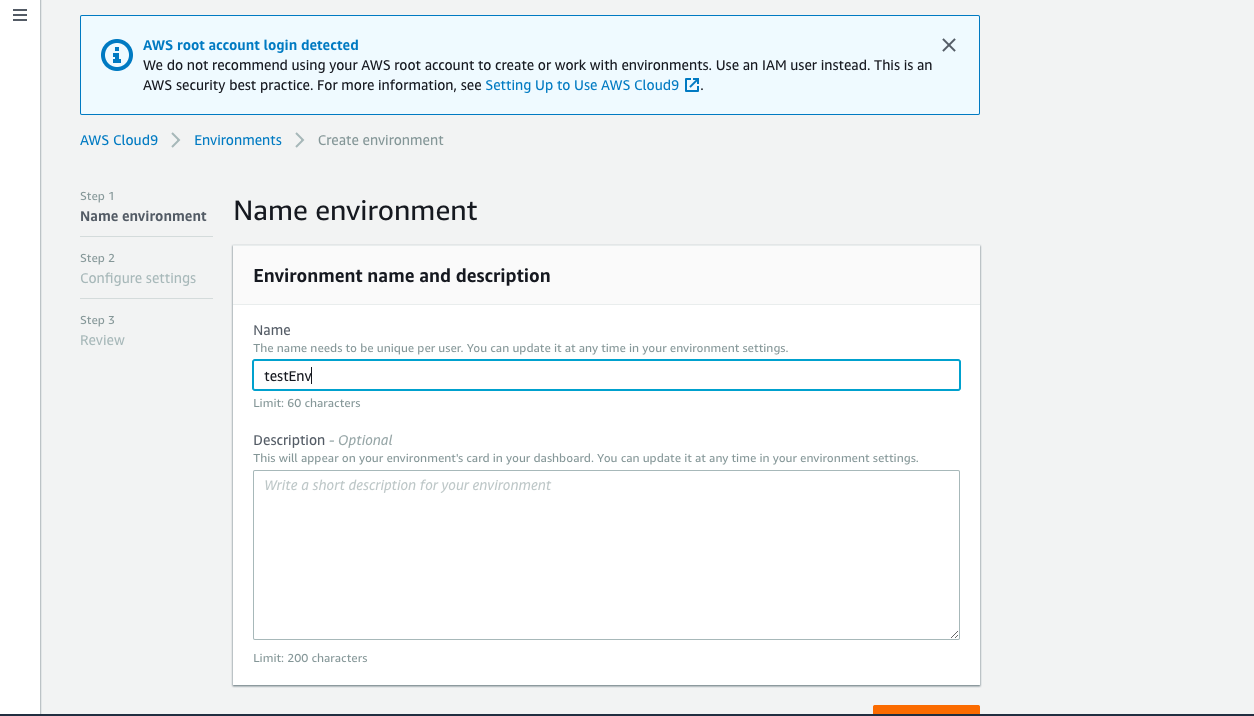 AWS root account login detected
We do not recommend using your AWS root account to create or work with environments. Use an IAM user instead. This is an
AWS security best practice. For more information, see Setting Up to Use AWS Cloud9.
AWS Cloud9 Environments Create environment
Step 1
Name environment
Step 2
Configure settings
Step 3
Review
Name environment
Environment name and description
Name
The name needs to be unique per user. You can update it at any time in your environment settings.
testEnv
Limit: 60 characters
Description - Optional
This will appear on your environment's card in your dashboard. You can update it at any time in your environment settings.
Write a short description for your environment
Limit: 200 characters